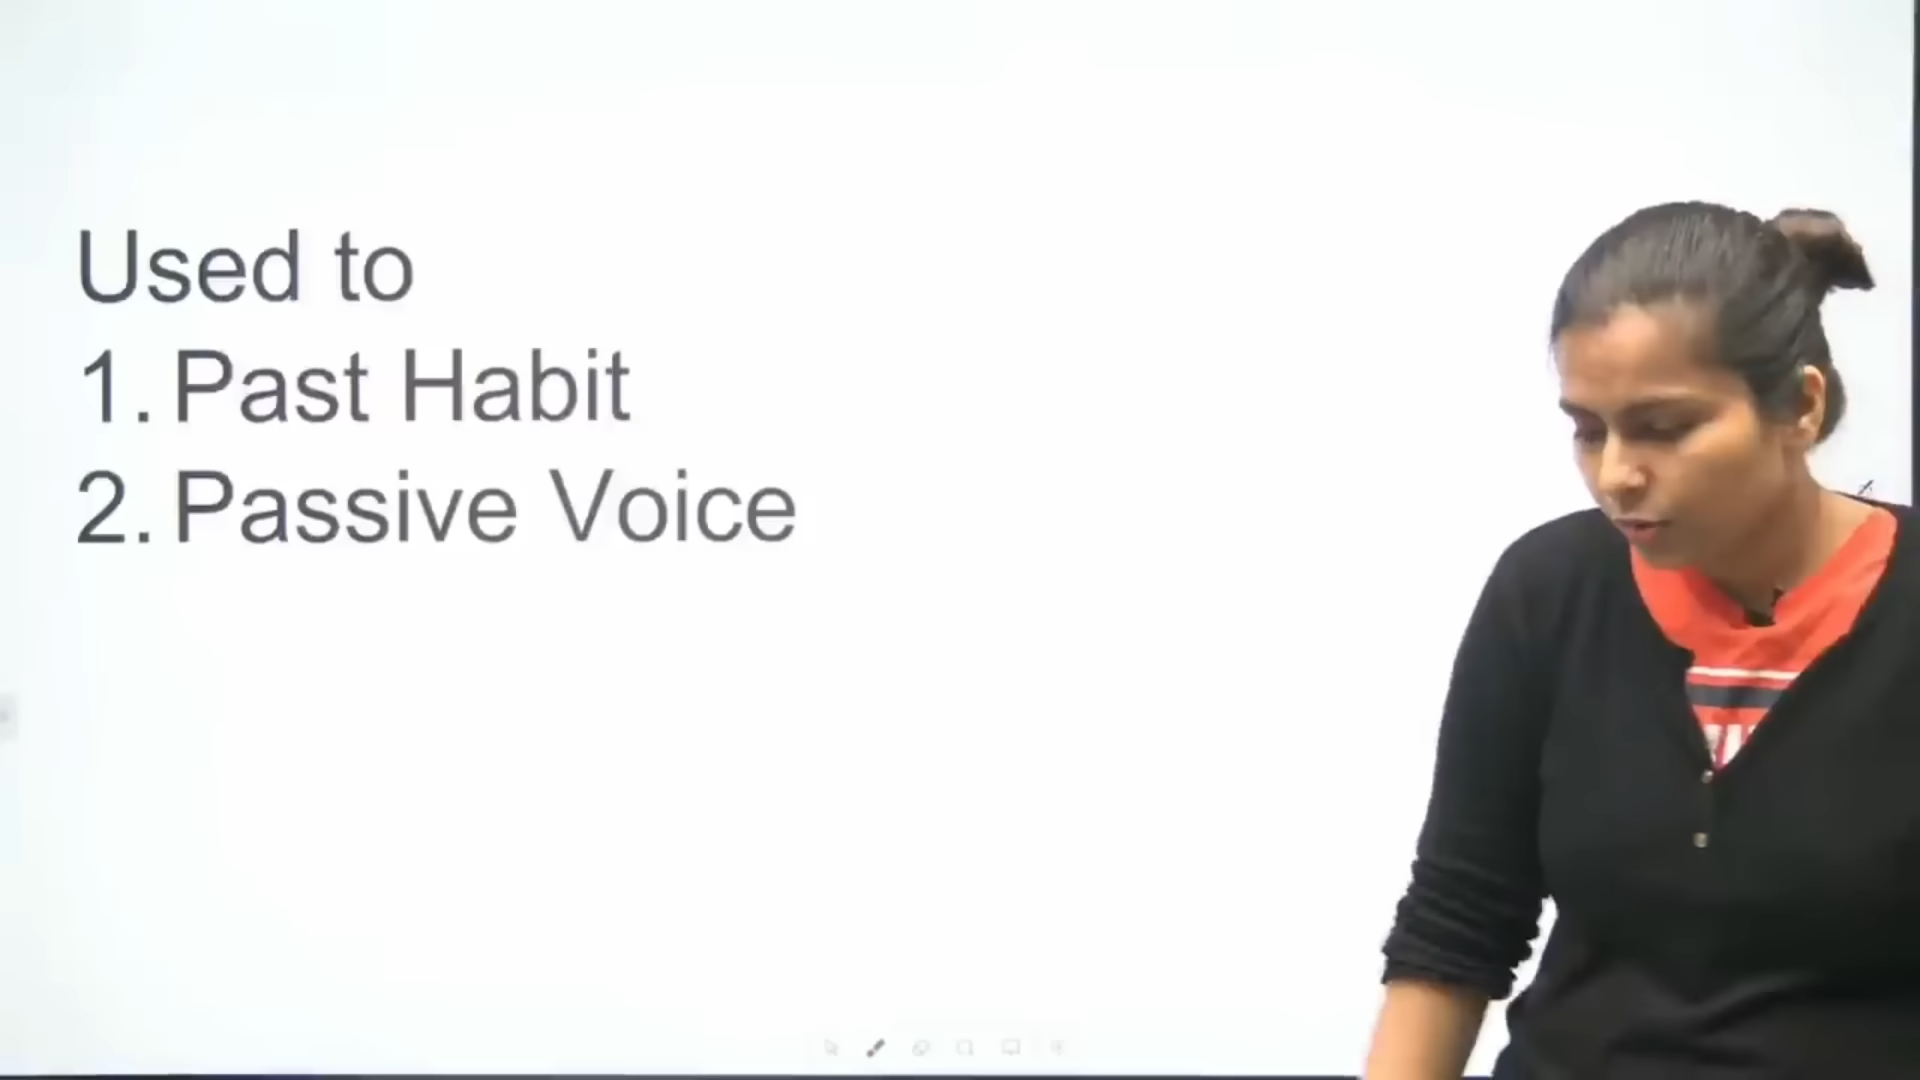 Used to
1. Past Habit
2. Passive Voice